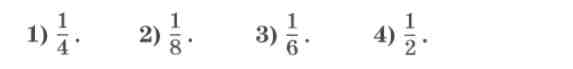 1) 1/4. 2) 1/8. 3) 1/6. 4) 1/2.